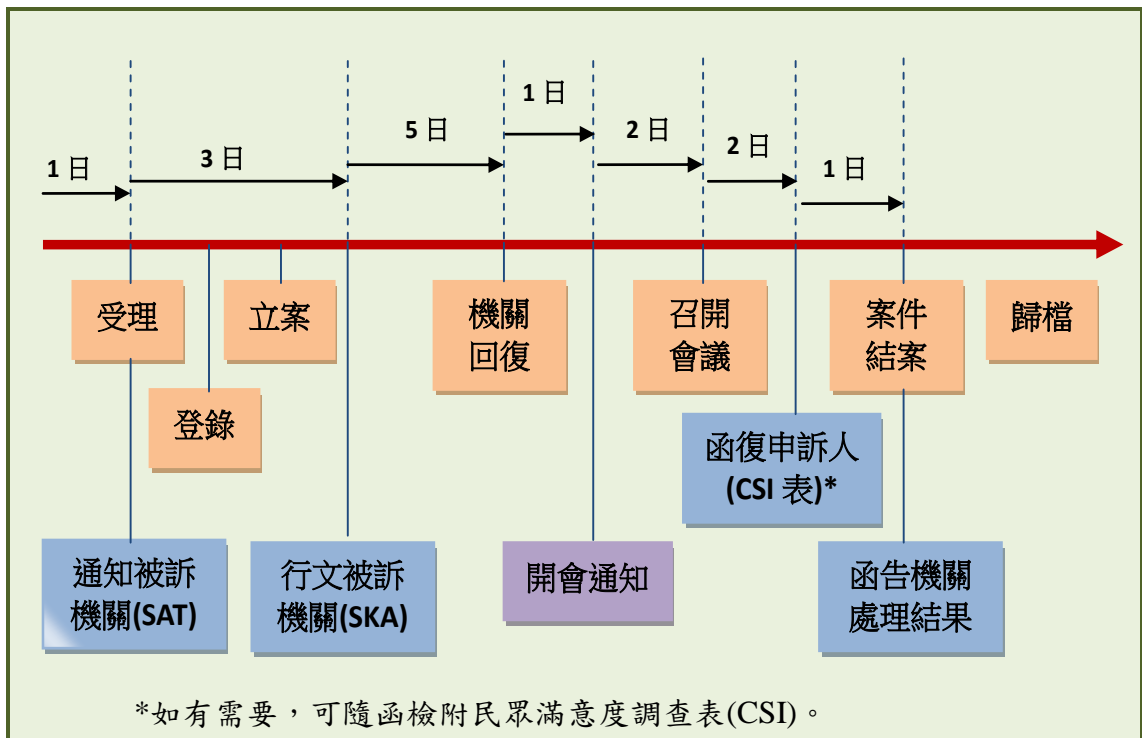 1 日
3 日
5 日
1 日
2 日
2 日
1 日
受理
登錄
立案
機關
回復
召開
會議
案件
結案
歸檔
函復申訴人
(CSI 表)*
通知被訴
機關(SAT)
行文被訴
機關(SKA)
開會通知
函告機關
處理結果
*如有需要，可隨函檢附民眾滿意度調查表(CSI)。